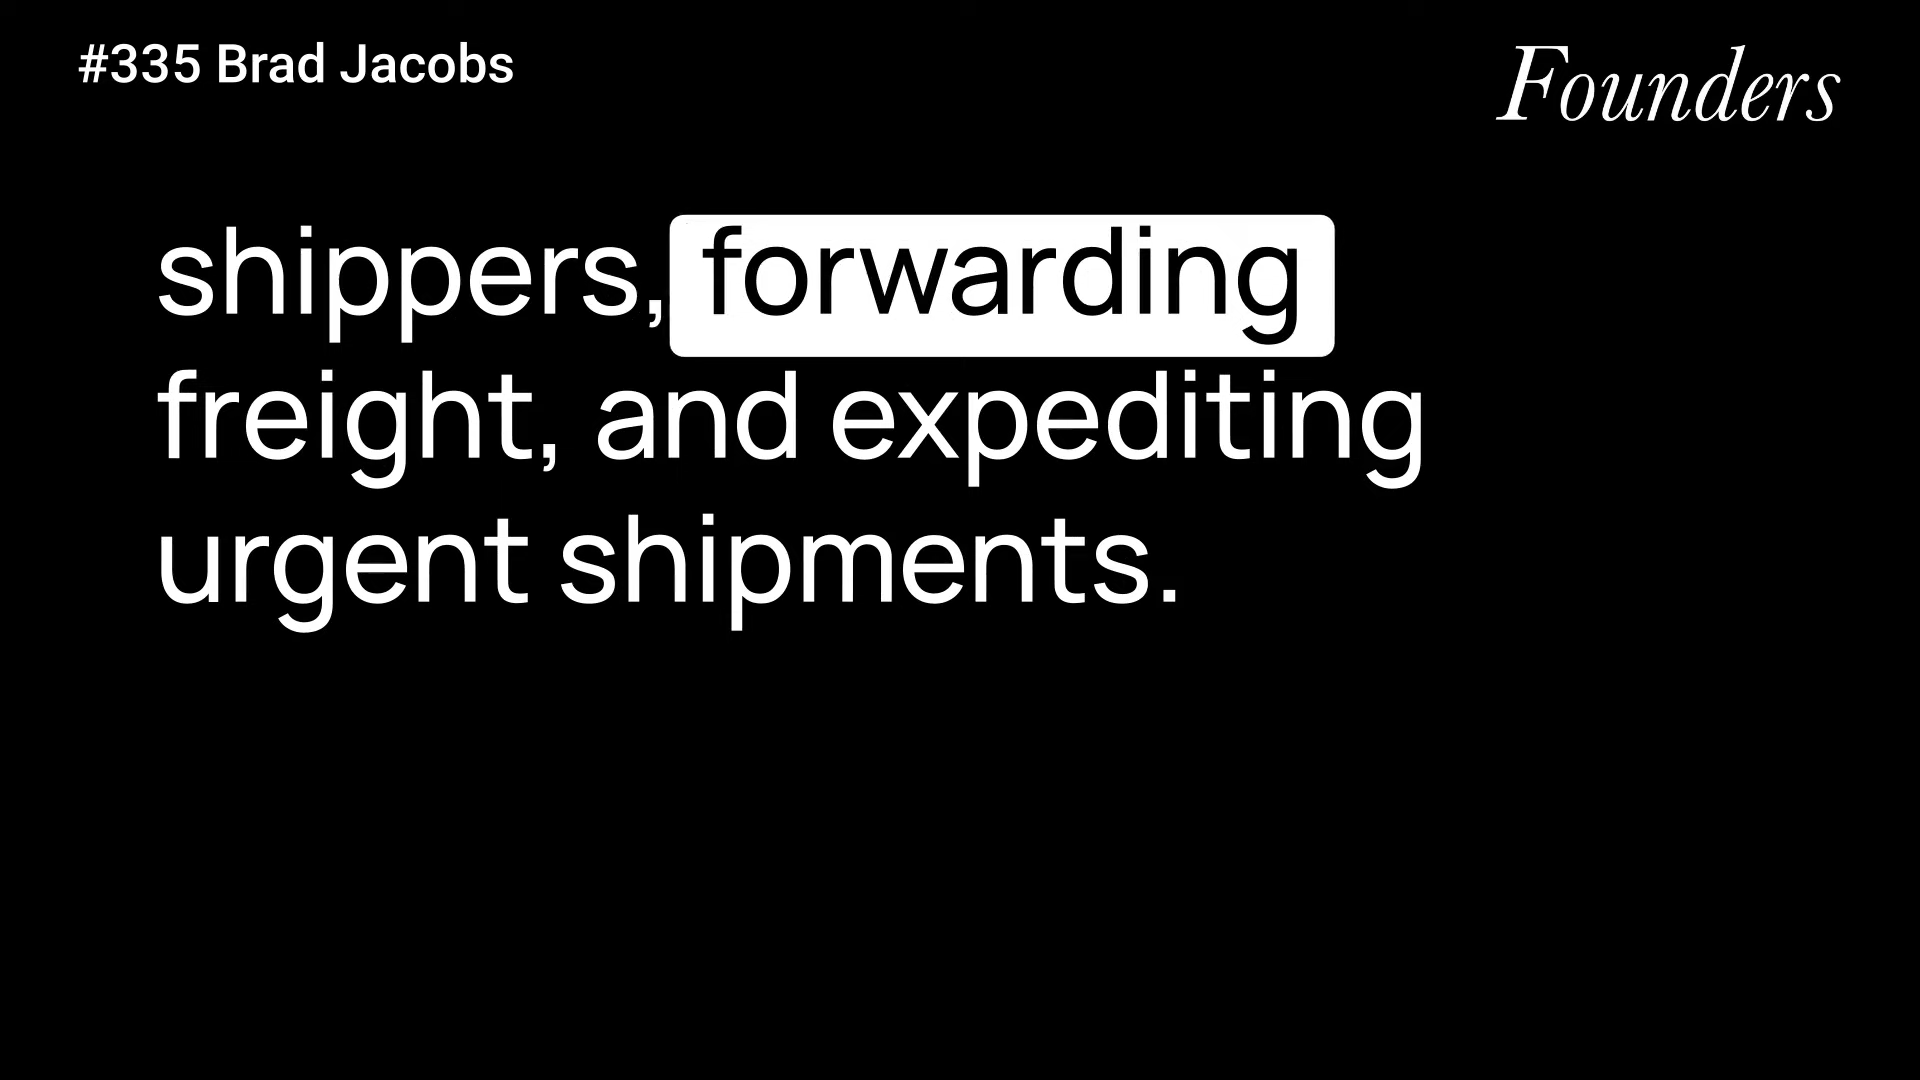 #335 Brad Jacobs
Founders
shippers, forwarding
freight, and expediting
urgent shipments.